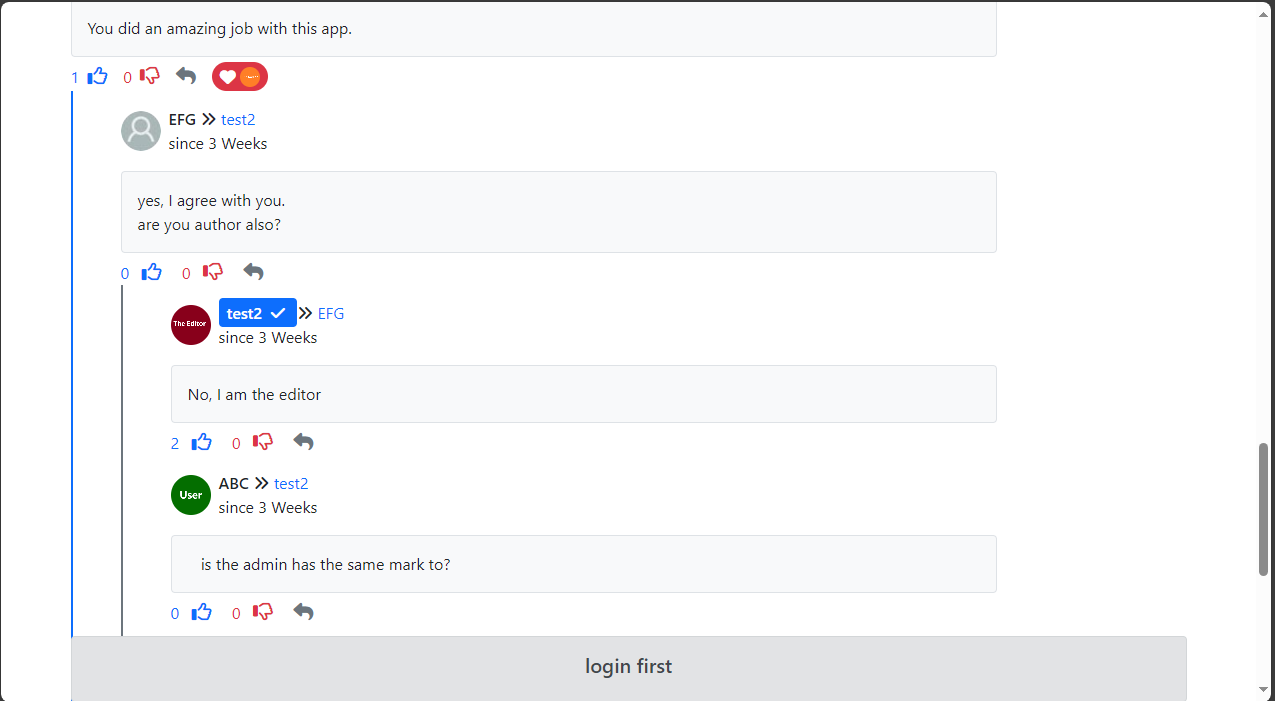 You did an amazing job with this app.
1 0
EFG test2
since 3 Weeks
yes, I agree with you.
are you author also?
0 0
The Editor
test2 EFG
since 3 Weeks
No, I am the editor
2 0
User
ABC test2
since 3 Weeks
is the admin has the same mark to?
0 0
login first